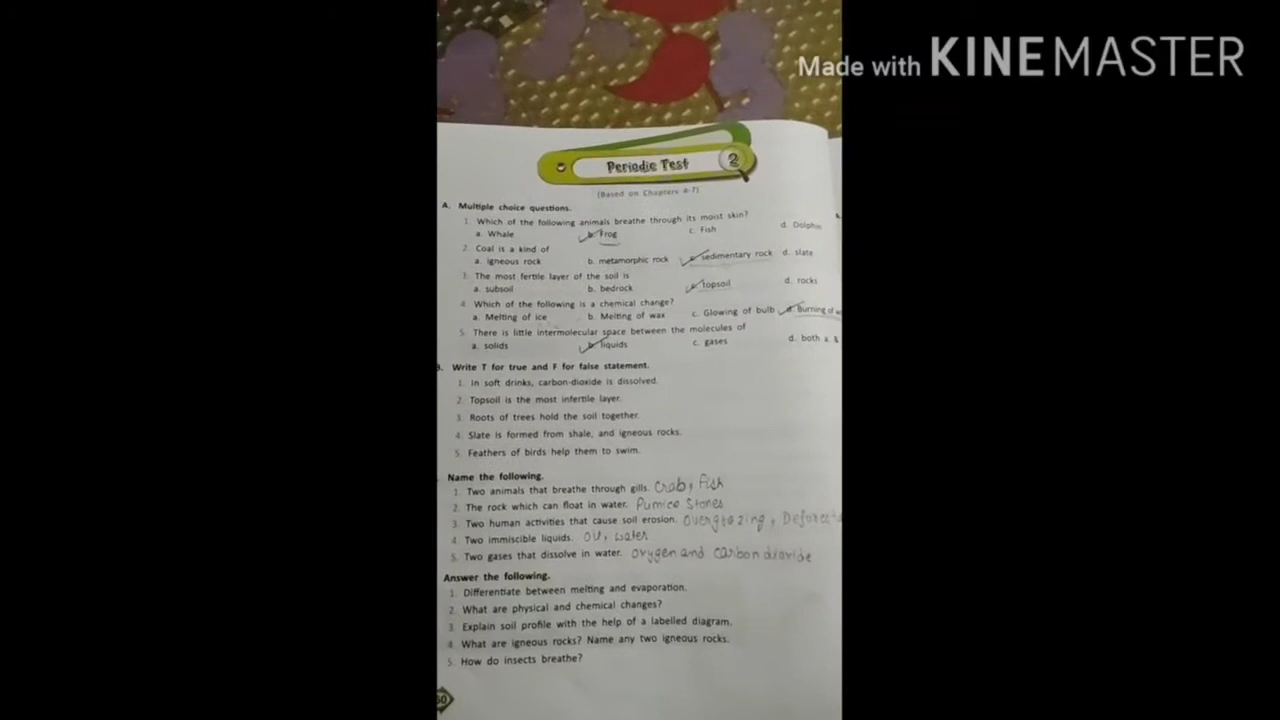 Made with KINEMASTER
Periodic Test 2
(Based on Chapters 4-7)
A. Multiple choice questions.
1. Which of the following animals breathe through its moist skin?
a. Whale b. Frog c. Fish d. Dolphin
2. Coal is a kind of
a. igneous rock b. metamorphic rock c. sedimentary rock d. slate
3. The most fertile layer of the soil is
a. subsoil b. bedrock c. topsoil d. rocks
4. Which of the following is a chemical change?
a. Melting of ice b. Melting of wax c. Glowing of bulb d. Burning of
5. There is little intermolecular space between the molecules of
a. solids b. liquids c. gases d. both a. &
B. Write T for true and F for false statement.
1. In soft drinks, carbon-dioxide is dissolved.
2. Topsoil is the most infertile layer.
3. Roots of trees hold the soil together.
4. Slate is formed from shale, and igneous rocks.
5. Feathers of birds help them to swim.
Name the following.
1. Two animals that breathe through gills. Crab, Fish
2. The rock which can float in water. Pumice Stones
3. Two human activities that cause soil erosion. Overgrazing, Deforesta
4. Two immiscible liquids. Oil, water
5. Two gases that dissolve in water. oxygen and carbon dioxide
Answer the following.
1. Differentiate between melting and evaporation.
2. What are physical and chemical changes?
3. Explain soil profile with the help of a labelled diagram.
4. What are igneous rocks? Name any two igneous rocks.
5. How do insects breathe?